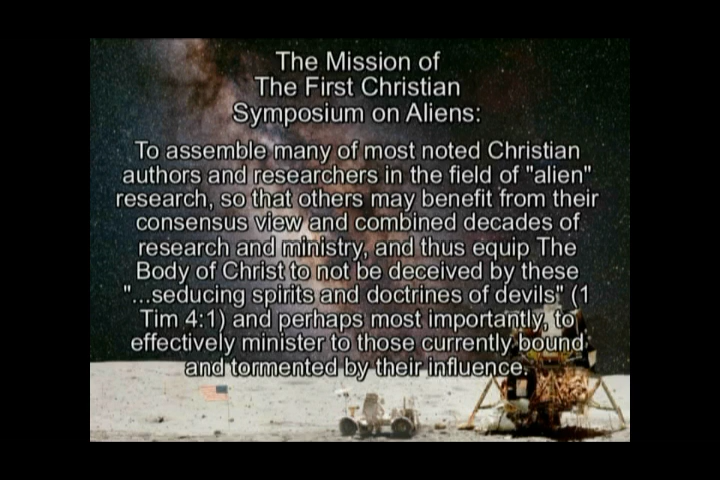 The Mission of
The First Christian
Symposium on Aliens:
To assemble many of most noted Christian
authors and researchers in the field of "alien"
research, so that others may benefit from their
consensus view and combined decades of
research and ministry, and thus equip The
Body of Christ to not be deceived by these
"...seducing spirits and doctrines of devils" (1
Tim 4:1) and perhaps most importantly, to
effectively minister to those currently bound
and tormented by their influence.